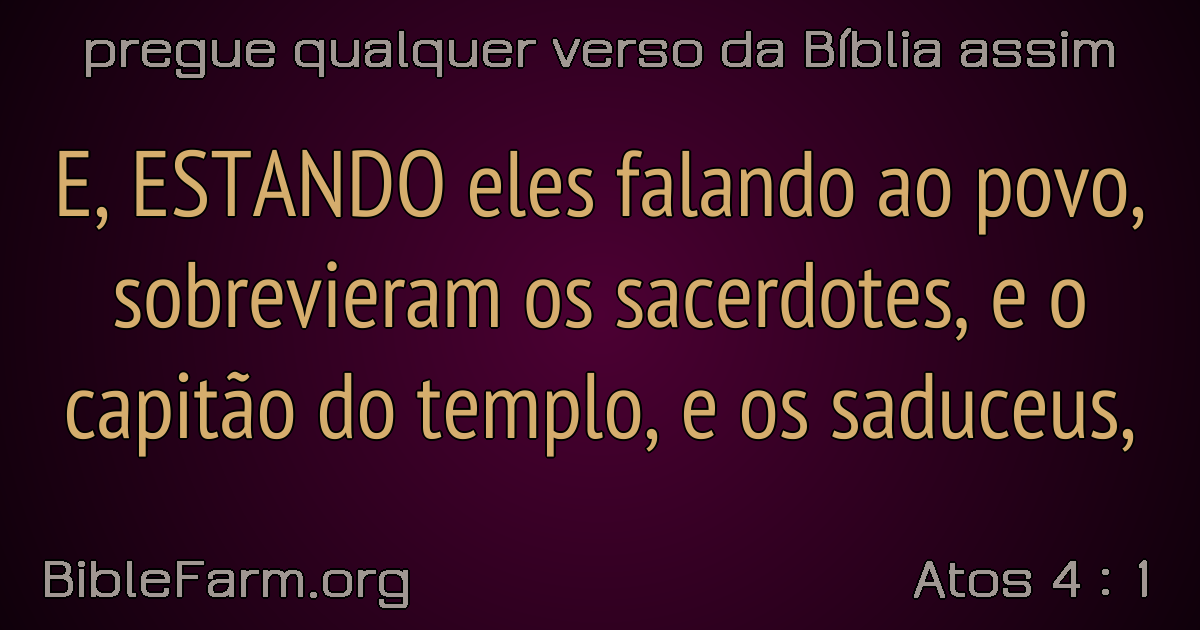 pregue qualquer verso da Bíblia assim
E, ESTANDO eles falando ao povo,
sobrevieram os sacerdotes, e o
capitão do templo, e os saduceus,
BibleFarm.org
Atos 4 : 1